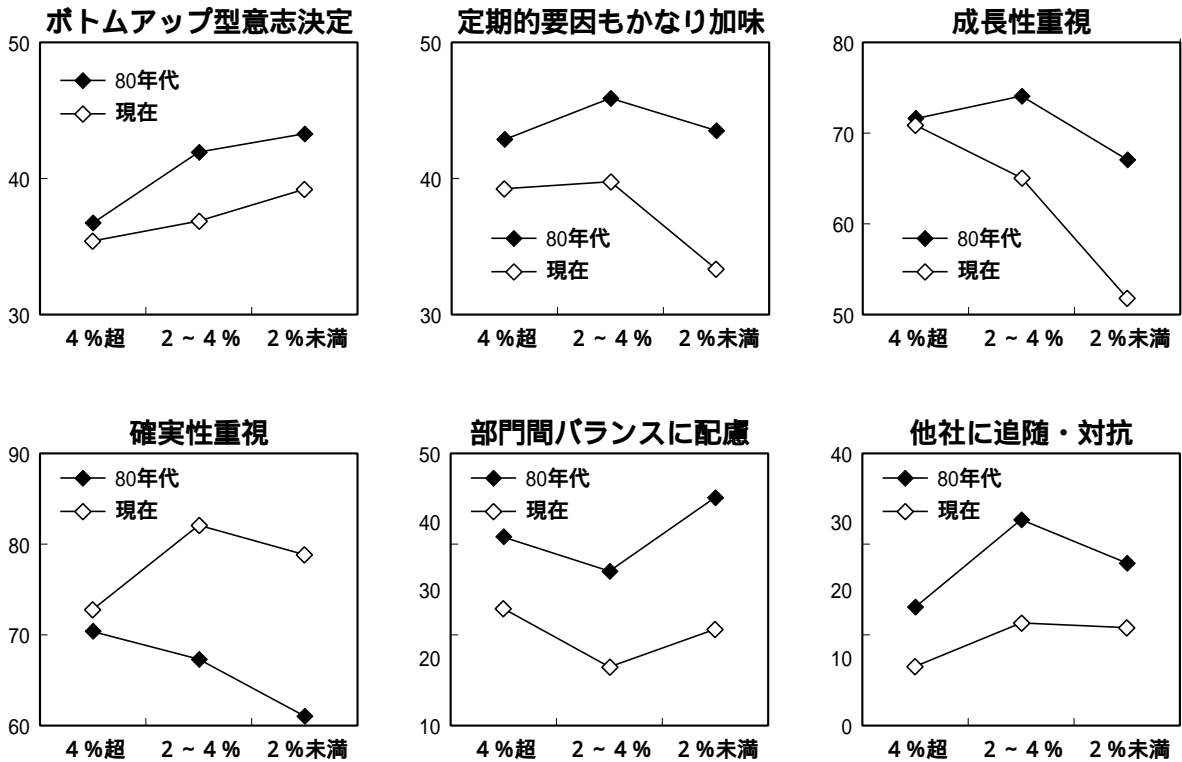 ボトムアップ型意志決定
50
40
30
80年代
現在
4%超 2~4% 2%未満
定期的要因もかなり加味
50
40
30
80年代
現在
4%超 2~4% 2%未満
成長性重視
80
70
60
50
80年代
現在
4%超 2~4% 2%未満
確実性重視
90
80
70
60
80年代
現在
4%超 2~4% 2%未満
部門間バランスに配慮
50
40
30
20
10
80年代
現在
4%超 2~4% 2%未満
他社に追随・対抗
40
30
20
10
0
80年代
現在
4%超 2~4% 2%未満